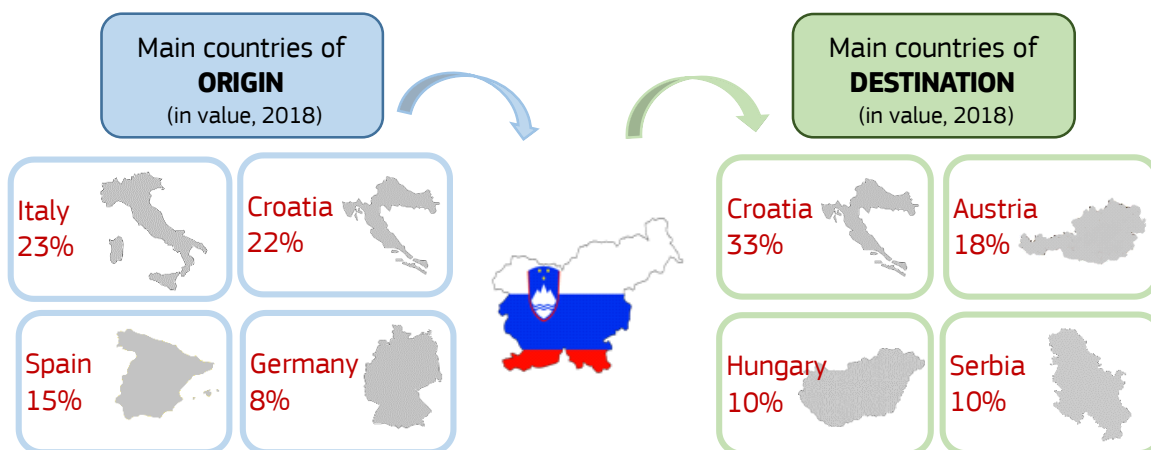 Main countries of
ORIGIN
(in value, 2018)
Main countries of
DESTINATION
(in value, 2018)
Italy
23%
Croatia
22%
Croatia
33%
Austria
18%
Spain
15%
Germany
8%
Hungary
10%
Serbia
10%